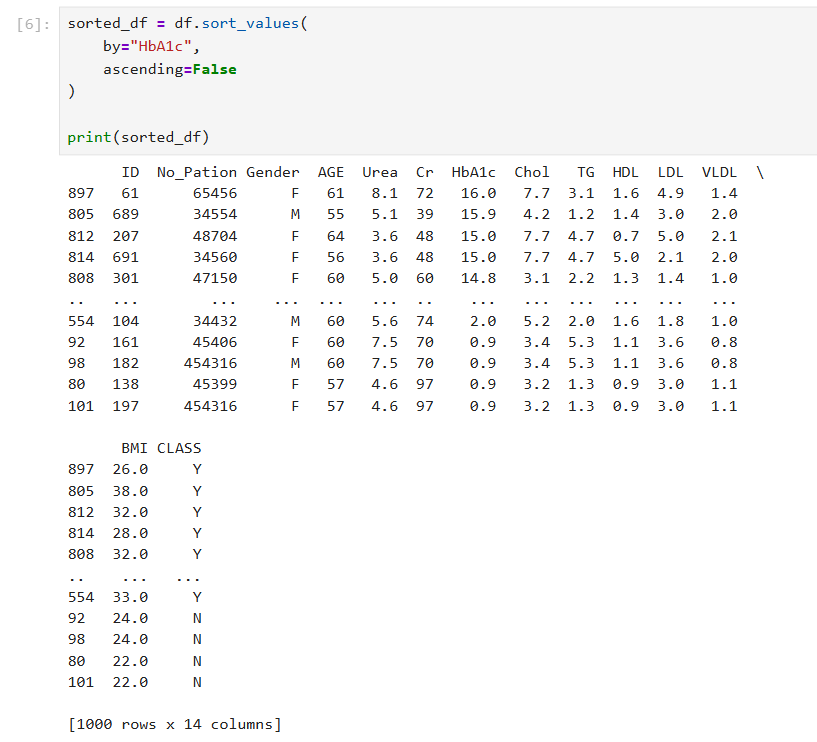 [6]: sorted_df = df.sort_values(
    by="HbA1c",
    ascending=False
)
print(sorted_df)
      ID  No_Pation Gender  AGE  Urea  Cr  HbA1c  Chol   TG  HDL  LDL  VLDL  \
897   61      65456      F   61   8.1  72   16.0   7.7  3.1  1.6  4.9   1.4
805  689      34554      M   55   5.1  39   15.9   4.2  1.2  1.4  3.0   2.0
812  207      48704      F   64   3.6  48   15.0   7.7  4.7  0.7  5.0   2.1
814  691      34560      F   56   3.6  48   15.0   7.7  4.7  5.0  2.1   2.0
808  301      47150      F   60   5.0  60   14.8   3.1  2.2  1.3  1.4   1.0
..   ...        ...    ...  ...   ...  ..    ...   ...  ...  ...  ...   ...
554  104      34432      M   60   5.6  74    2.0   5.2  2.0  1.6  1.8   1.0
92   161      45406      F   60   7.5  70    0.9   3.4  5.3  1.1  3.6   0.8
98   182     454316      M   60   7.5  70    0.9   3.4  5.3  1.1  3.6   0.8
80   138      45399      F   57   4.6  97    0.9   3.2  1.3  0.9  3.0   1.1
101  197     454316      F   57   4.6  97    0.9   3.2  1.3  0.9  3.0   1.1
      BMI CLASS
897  26.0     Y
805  38.0     Y
812  32.0     Y
814  28.0     Y
808  32.0     Y
..    ...   ...
554  33.0     Y
92   24.0     N
98   24.0     N
80   22.0     N
101  22.0     N
[1000 rows x 14 columns]